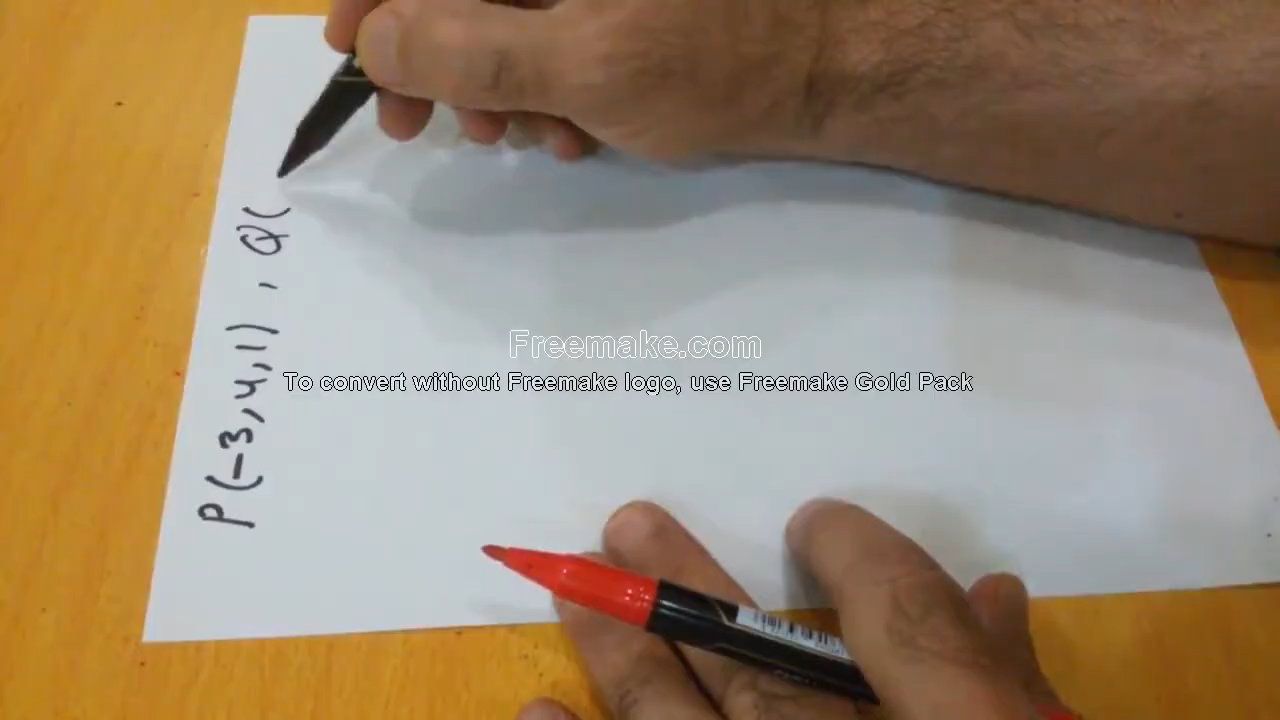 P(-3,4,1) , Q(
Freemake.com
To convert without Freemake logo, use Freemake Gold Pack